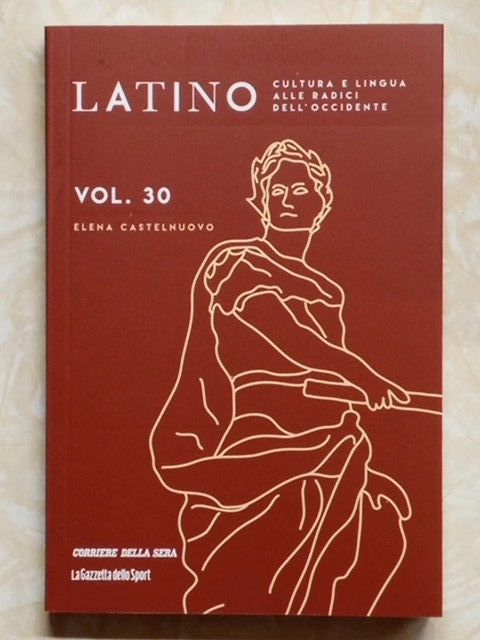 LATINO
CULTURA E LINGUA
ALLE RADICI
DELL'OCCIDENTE
VOL. 30
ELENA CASTELNUOVO
CORRIERE DELLA SERA
La Gazzetta dello Sport